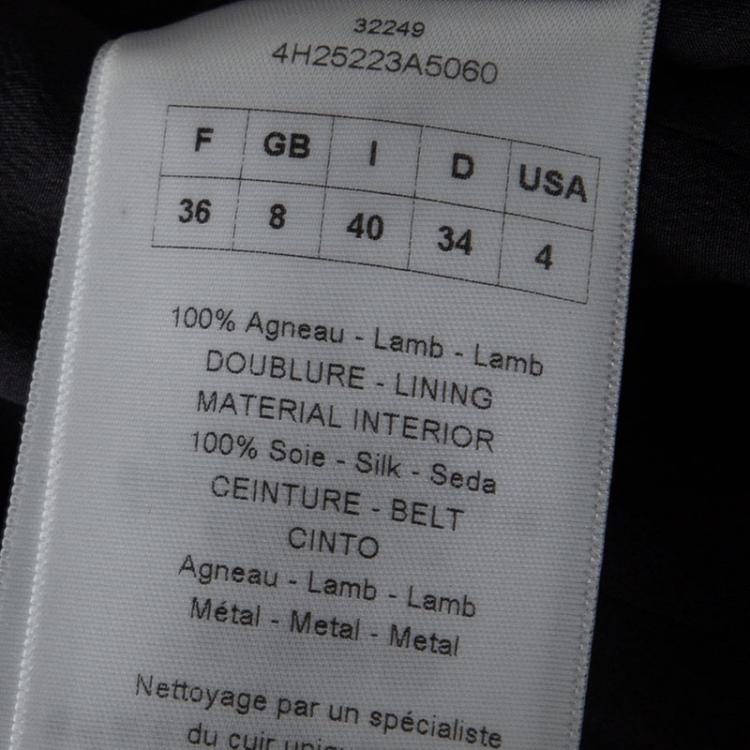 32249
4H25223A5060
F GB I D USA
36 8 40 34 4
100% Agneau - Lamb - Lamb
DOUBLURE - LINING
MATERIAL INTERIOR
100% Soie - Silk - Seda
CEINTURE - BELT
CINTO
Agneau - Lamb - Lamb
Métal - Metal - Metal
Nettoyage par un spécialiste
du cuir